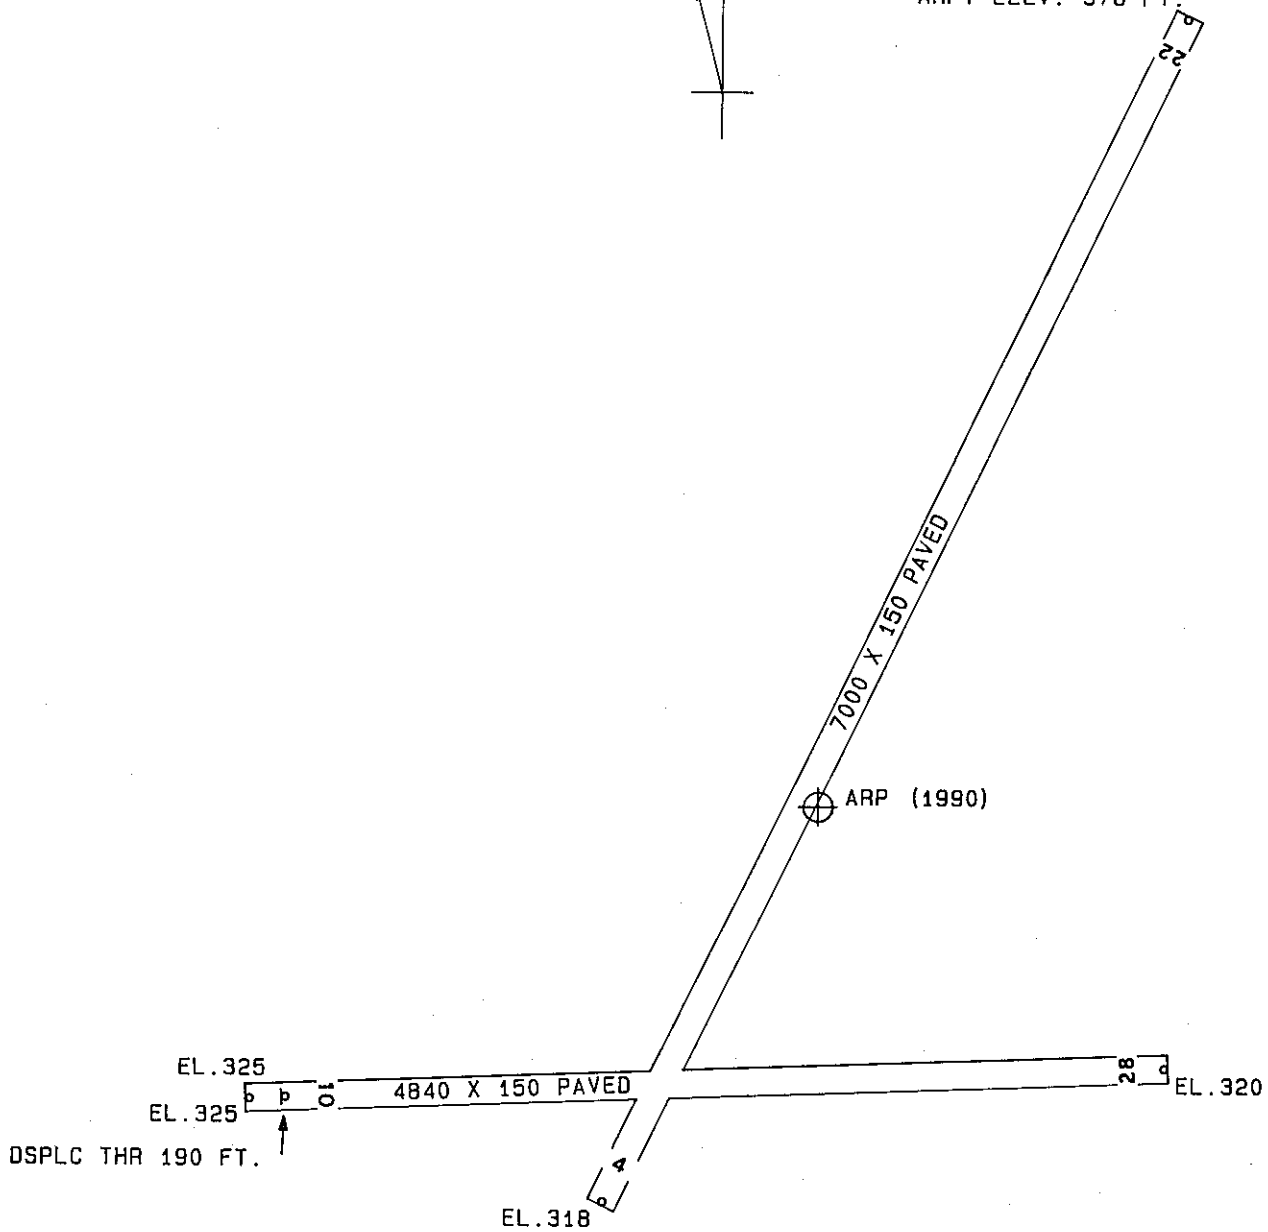 22
7000 X 150 PAVED
ARP (1990)
EL.325
10
4840 X 150 PAVED
28
EL.325
EL.320
DSPLC THR 190 FT.
4
EL.318